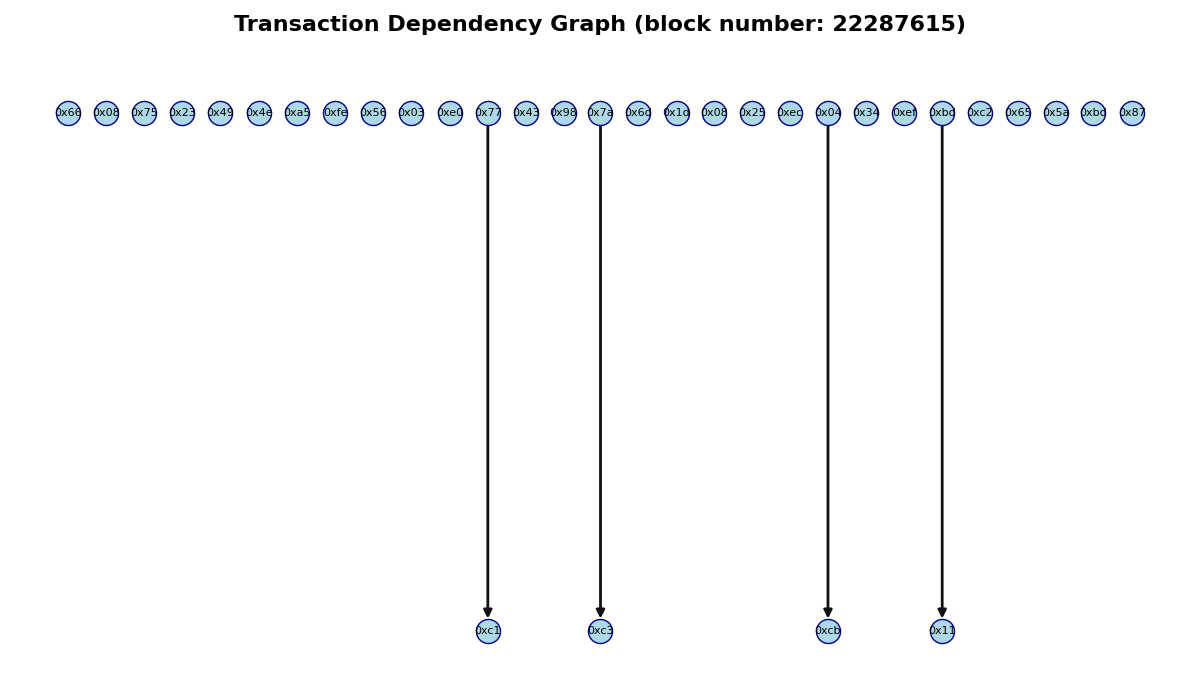 Transaction Dependency Graph (block number: 22287615)
0x66 0x08 0x75 0x23 0x49 0x4e 0xa5 0xfe 0x56 0x03 0xe0 0x77 0x43 0x98 0x7a 0x6d 0x1d 0x08 0x25 0xec 0x04 0x34 0xef 0xbd 0xc2 0x65 0x5a 0xbd 0x87
0xc1 0xc3 0xcb 0x11